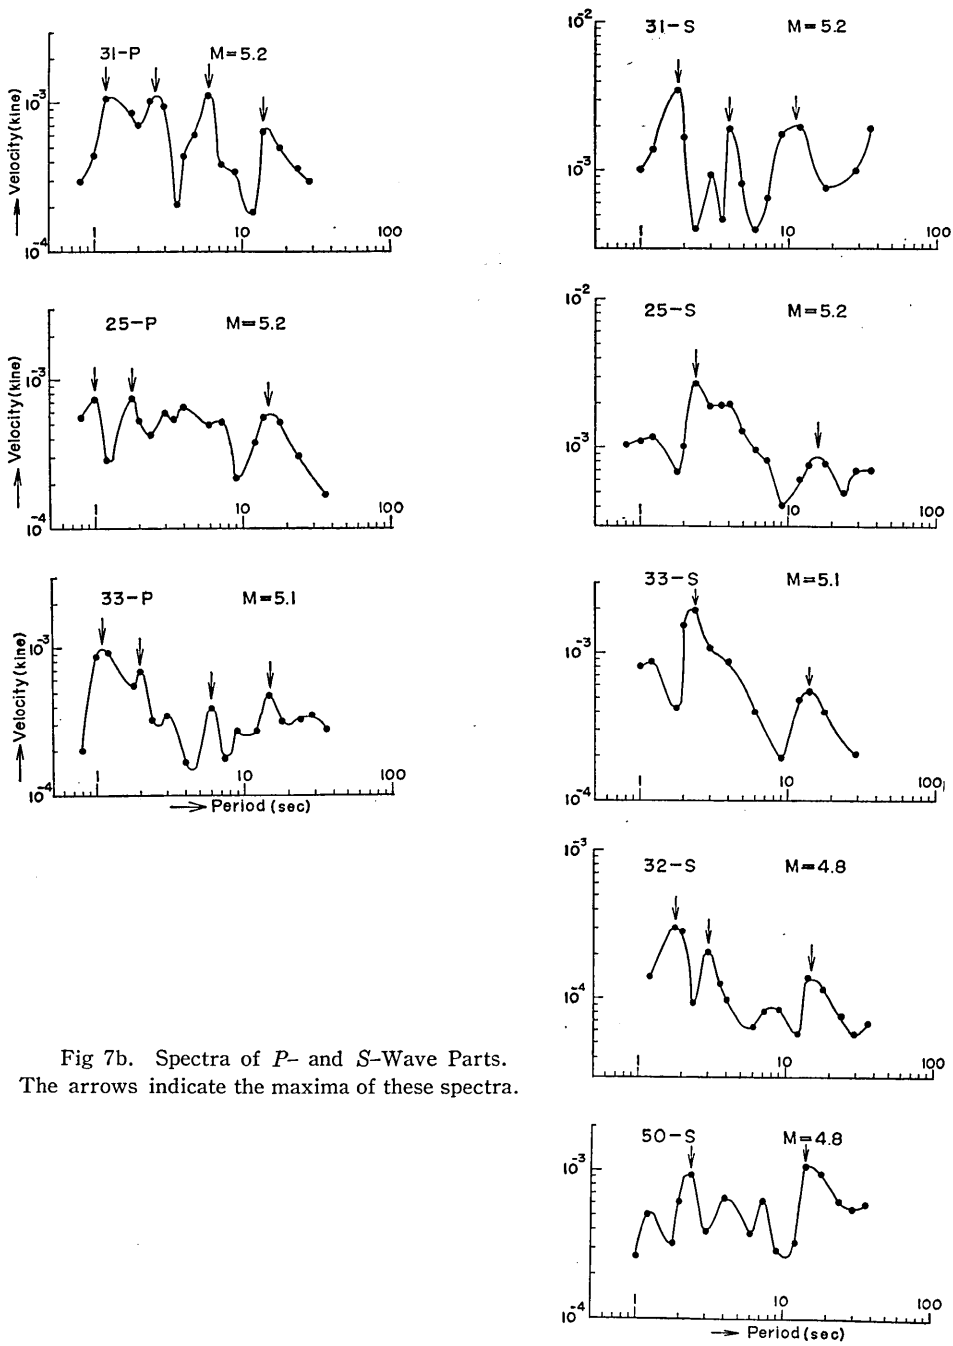 31-P M=5.2
Velocity (kine)
10⁻³
10⁻⁴
1 10 100
31-S M=5.2
10⁻²
10⁻³
1 10 100
25-P M=5.2
Velocity (kine)
10⁻³
10⁻⁴
1 10 100
25-S M=5.2
10⁻²
10⁻³
1 10 100
33-P M=5.1
Velocity (kine)
10⁻³
10⁻⁴
1 10 100
Period (sec)
33-S M=5.1
10⁻³
10⁻⁴
1 10 100
32-S M=4.8
10⁻³
10⁻⁴
1 10 100
Fig 7b. Spectra of P- and S-Wave Parts.
The arrows indicate the maxima of these spectra.
50-S M=4.8
10⁻³
10⁻⁴
1 10 100
Period (sec)